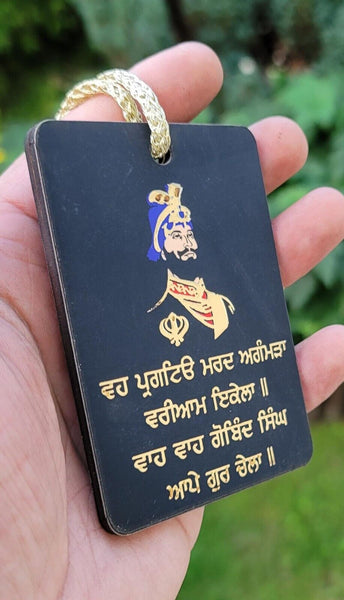 ਵਹ ਪ੍ਰਗਟਿਓ ਮਰਦ ਅਗੰਮੜਾ
ਵਰੀਆਮ ਇਕੇਲਾ ॥
ਵਾਹ ਵਾਹ ਗੋਬਿੰਦ ਸਿੰਘ
ਆਪੇ ਗੁਰ ਚੇਲਾ ॥